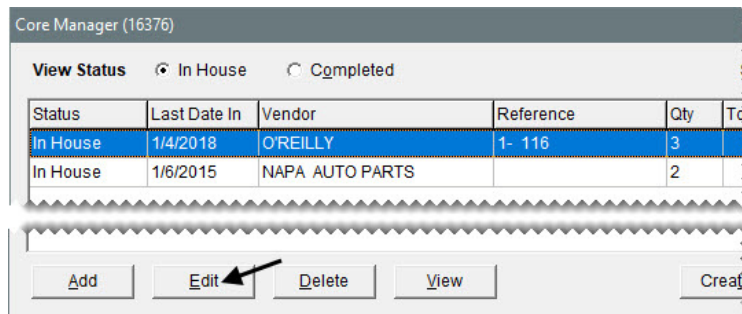 Core Manager (16376)
View Status In House Completed
Status Last Date In Vendor Reference Qty
In House 1/4/2018 O'REILLY 1- 116 3
In House 1/6/2015 NAPA AUTO PARTS 2
Add Edit Delete View